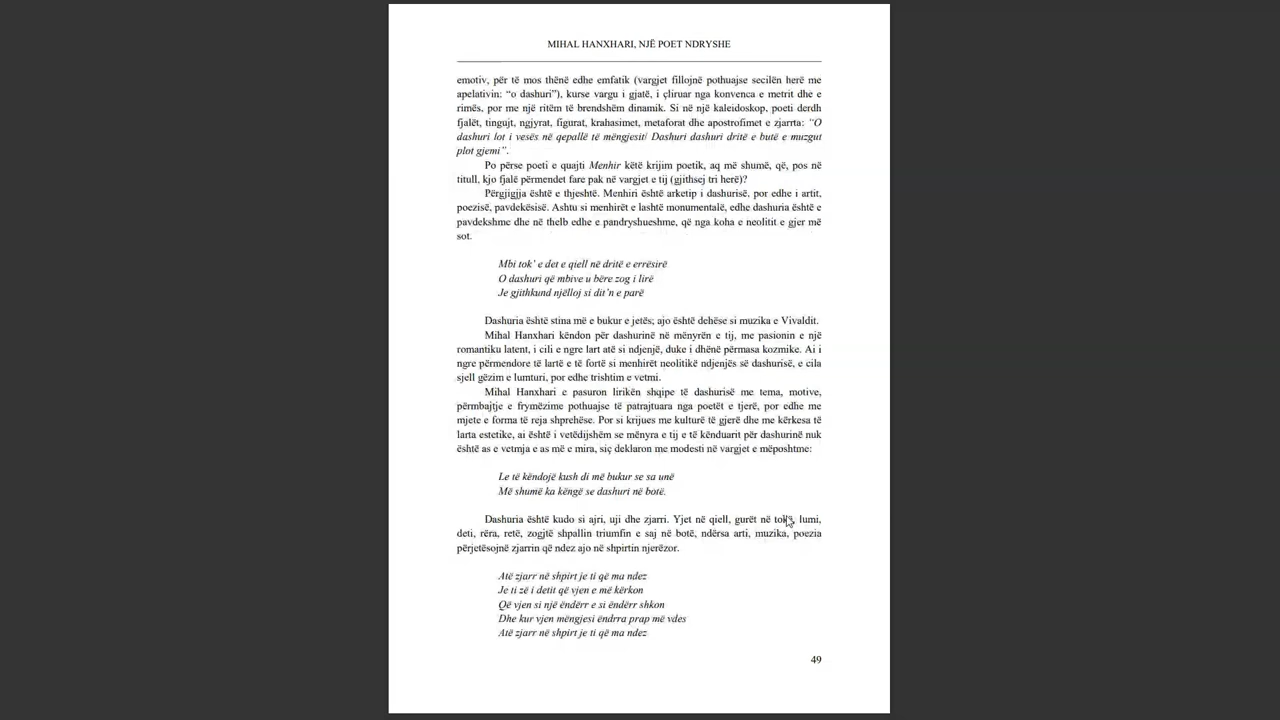 MIHAL HANXHARI, NJË POET NDRYSHE
emotiv, për të mos thënë edhe emfatik (vargjet fillojnë pothuajse secilën herë me
apelativin: “o dashuri”), kurse vargu i gjatë, i çliruar nga konvenca e metrit dhe e
rimës, por me një ritëm të brendshëm dinamik. Si në një kaleidoskop, poeti derdh
fjalët, tingujt, ngjyrat, figurat, krahasimet, metaforat dhe apostrofimet e zjarrta: “O
dashuri lot i vesës në qepallë të mëngjesit/ Dashuri dashuri dritë e butë e muzgut
plot gjemi”.
Po përse poeti e quajti Menhir këtë krijim poetik, aq më shumë, që, pos në
titull, kjo fjalë përmendet fare pak në vargjet e tij (gjithsej tri herë)?
Përgjigjja është e thjeshtë. Menhiri është arketip i dashurisë, por edhe i artit,
poezisë, pavdekësisë. Ashtu si menhirët e lashtë monumentalë, edhe dashuria është e
pavdekshme dhe në thelb edhe e pandryshueshme, që nga koha e neolitit e gjer më
sot.
Mbi tok’ e det e qiell në dritë e errësirë
O dashuri që mbive u bëre zog i lirë
Je gjithkund njëlloj si dit’n e parë
Dashuria është stina më e bukur e jetës; ajo është dehëse si muzika e Vivaldit.
Mihal Hanxhari këndon për dashurinë në mënyrën e tij, me pasionin e një
romantiku latent, i cili e ngre lart atë si ndjenjë, duke i dhënë përmasa kozmike. Ai i
ngre përmendore të lartë e të fortë si menhirët neolitikë ndjenjës së dashurisë, e cila
sjell gëzim e lumturi, por edhe trishtim e vetmi.
Mihal Hanxhari e pasuron lirikën shqipe të dashurisë me tema, motive,
përmbajtje e frymëzime pothuajse të patrajtuara nga poetët e tjerë, por edhe me
mjete e forma të reja shprehëse. Por si krijues me kulturë të gjerë dhe me kërkesa të
larta estetike, ai është i vetëdijshëm se mënyra e tij e të kënduarit për dashurinë nuk
është as e vetmja e as më e mira, siç deklaron me modesti në vargjet e mëposhtme:
Le të këndojë kush di më bukur se sa unë
Më shumë ka këngë se dashuri në botë.
Dashuria është kudo si ajri, uji dhe zjarri. Yjet në qiell, gurët në tokë, lumi,
deti, rëra, retë, zogjtë shpallin triumfin e saj në botë, ndërsa arti, muzika, poezia
përjetësojnë zjarrin që ndez ajo në shpirtin njerëzor.
Atë zjarr në shpirt je ti që ma ndez
Je ti zë i detit që vjen e më kërkon
Që vjen si një ëndërr e si ëndërr shkon
Dhe kur vjen mëngjesi ëndrra prap më vdes
Atë zjarr në shpirt je ti që ma ndez
49